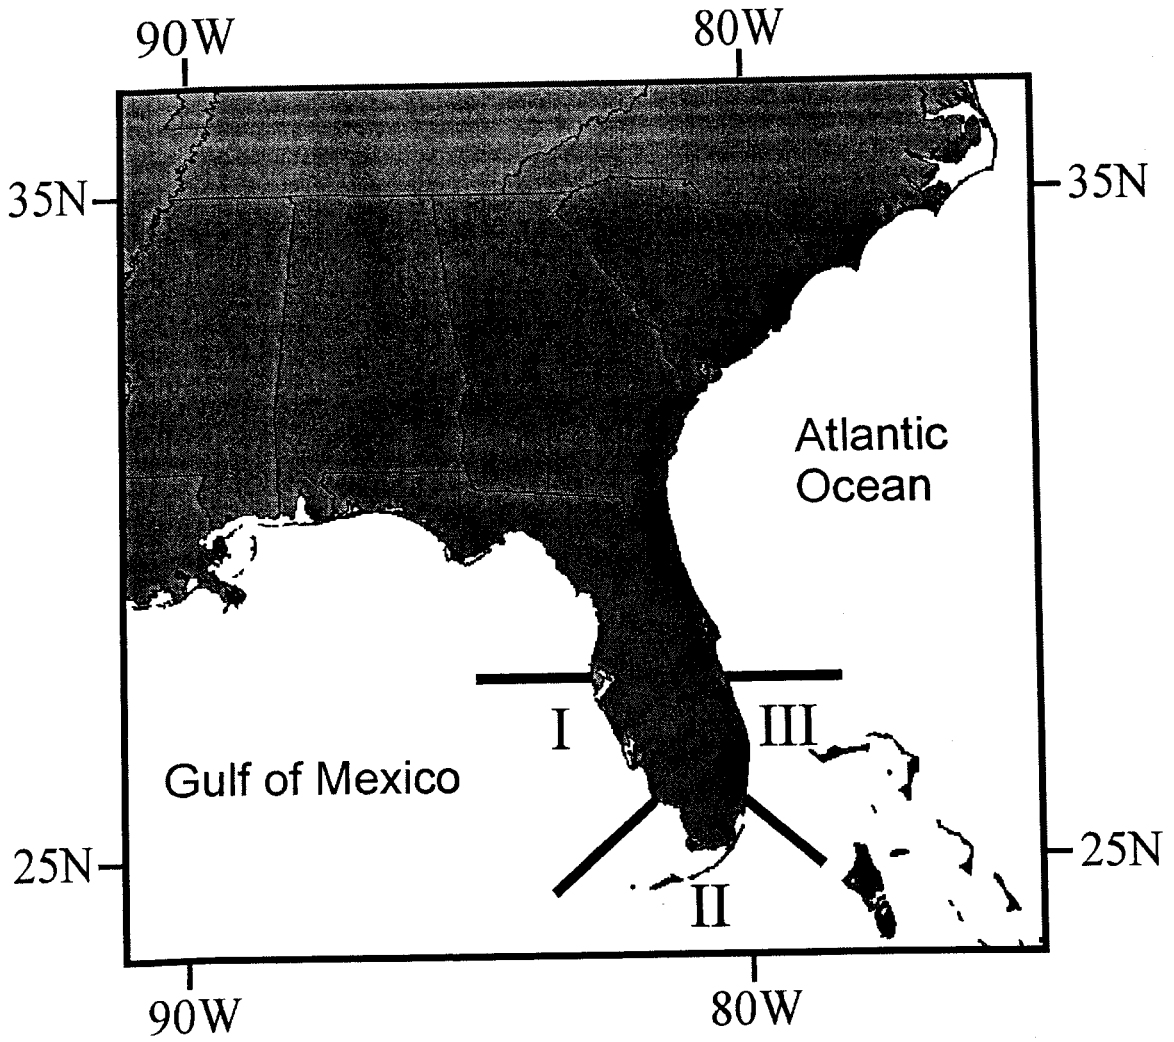 90W
80W
35N
35N
Atlantic
Ocean
I
III
Gulf of Mexico
25N
25N
II
90W
80W